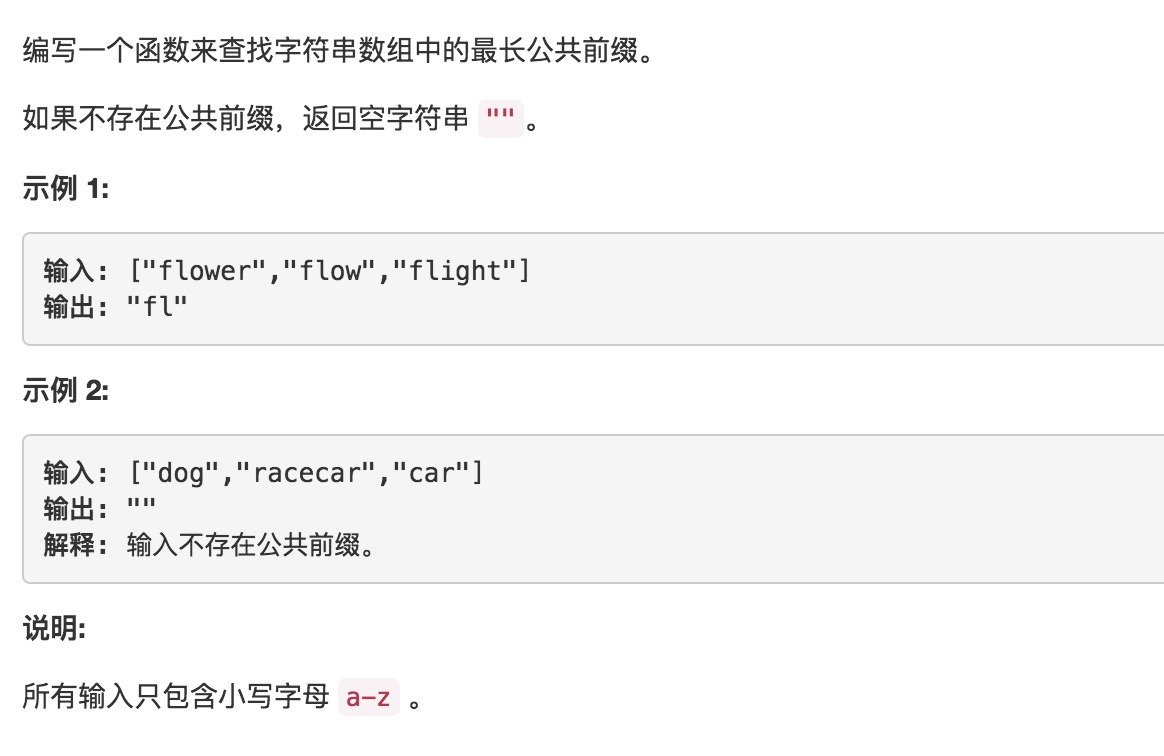 编写一个函数来查找字符串数组中的最长公共前缀。
如果不存在公共前缀，返回空字符串 ""。
示例 1:
输入: ["flower","flow","flight"]
输出: "fl"
示例 2:
输入: ["dog","racecar","car"]
输出: ""
解释: 输入不存在公共前缀。
说明:
所有输入只包含小写字母 a-z 。